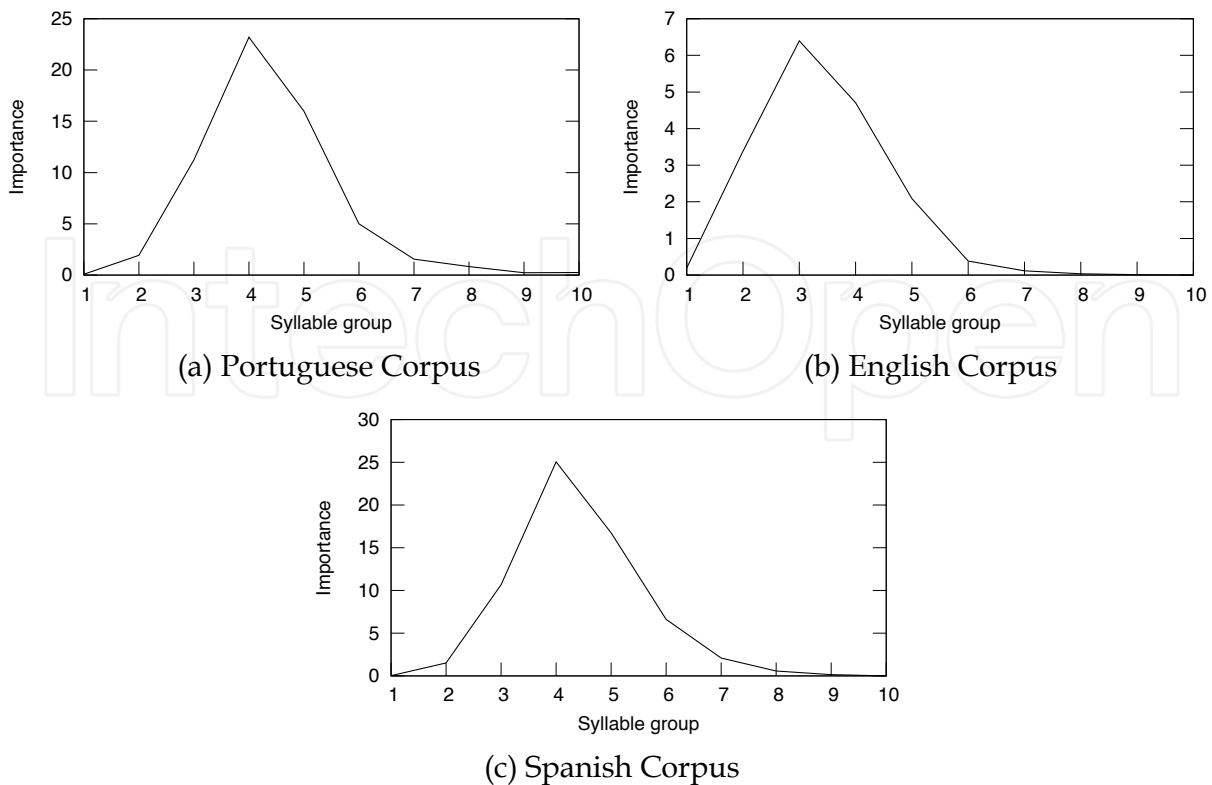 25
20
15
10
5
0
Importance
1 2 3 4 5 6 7 8 9 10
Syllable group
(a) Portuguese Corpus
7
6
5
4
3
2
1
0
Importance
1 2 3 4 5 6 7 8 9 10
Syllable group
(b) English Corpus
30
25
20
15
10
5
0
Importance
1 2 3 4 5 6 7 8 9 10
Syllable group
(c) Spanish Corpus
IntechOpen